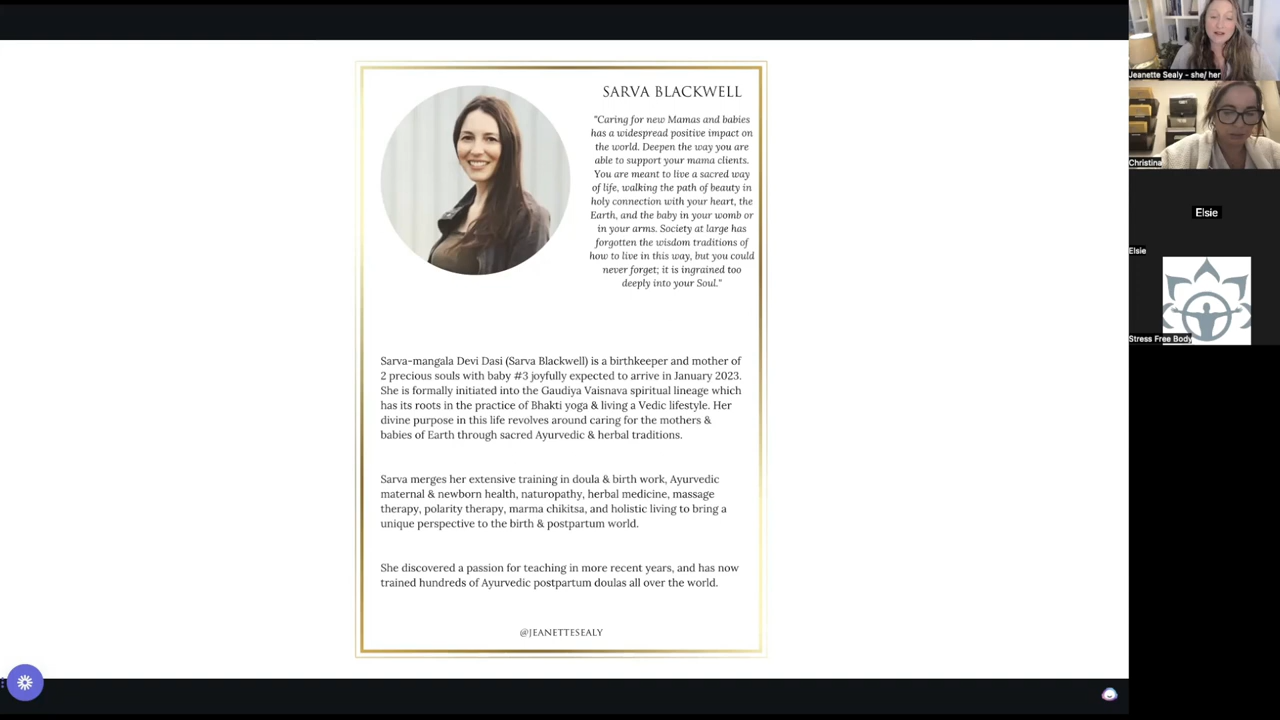 SARVA BLACKWELL
"Caring for new Mamas and babies
has a widespread positive impact on
the world. Deepen the way you are
able to support your mama clients.
You are meant to live a sacred way
of life, walking the path of beauty in
holy connection with your heart, the
Earth, and the baby in your womb or
in your arms. Society at large has
forgotten the wisdom traditions of
how to live in this way, but you could
never forget; it is ingrained too
deeply into your Soul."
Sarva-mangala Devi Dasi (Sarva Blackwell) is a birthkeeper and mother of
2 precious souls with baby #3 joyfully expected to arrive in January 2023.
She is formally initiated into the Gaudiya Vaisnava spiritual lineage which
has its roots in the practice of Bhakti yoga & living a Vedic lifestyle. Her
divine purpose in this life revolves around caring for the mothers &
babies of Earth through sacred Ayurvedic & herbal traditions.
Sarva merges her extensive training in doula & birth work, Ayurvedic
maternal & newborn health, naturopathy, herbal medicine, massage
therapy, polarity therapy, marma chikitsa, and holistic living to bring a
unique perspective to the birth & postpartum world.
She discovered a passion for teaching in more recent years, and has now
trained hundreds of Ayurvedic postpartum doulas all over the world.
@JEANETTESEALY
Jeanette Sealy - she/ her
Christina
Elsie
Elsie
Stress Free Body